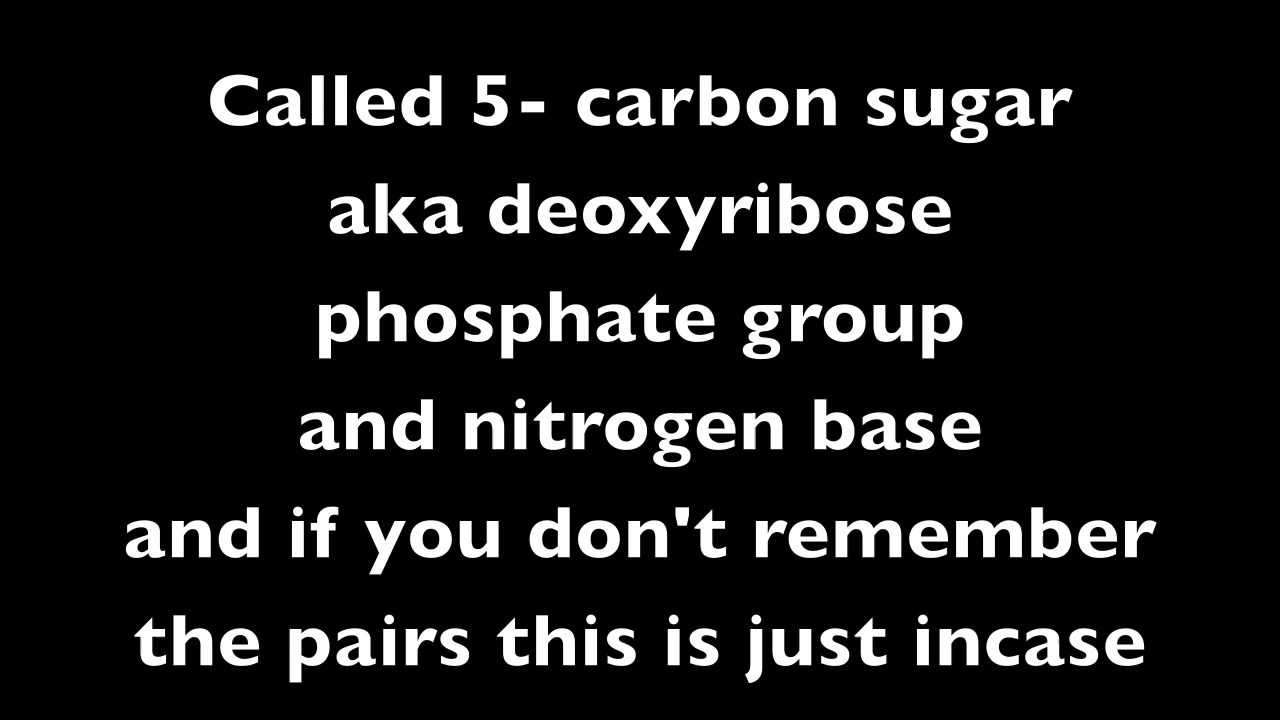 Called 5- carbon sugar
aka deoxyribose
phosphate group
and nitrogen base
and if you don't remember
the pairs this is just incase